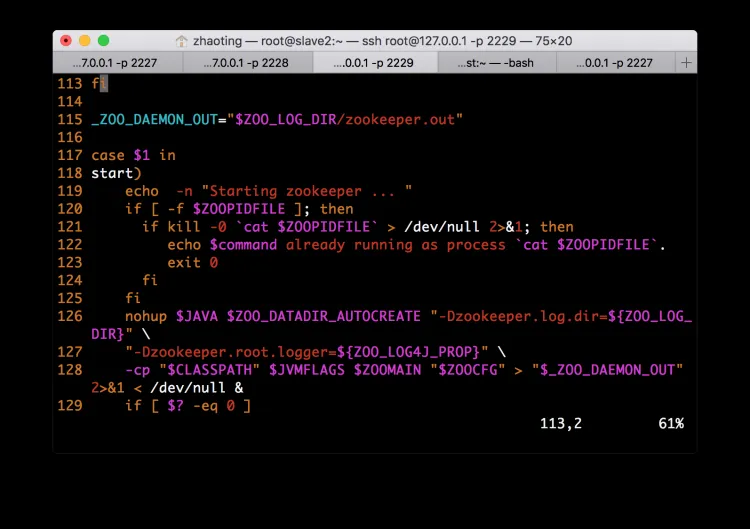 zhaoting — root@slave2:~ — ssh root@127.0.0.1 -p 2229 — 75×20
...7.0.0.1 -p 2227 ...7.0.0.1 -p 2228 ....0.0.1 -p 2229 ...st:~ — -bash ...0.0.1 -p 2227 +
113 fi
114
115 _ZOO_DAEMON_OUT="$ZOO_LOG_DIR/zookeeper.out"
116
117 case $1 in
118 start)
119     echo  -n "Starting zookeeper ... "
120     if [ -f $ZOOPIDFILE ]; then
121       if kill -0 `cat $ZOOPIDFILE` > /dev/null 2>&1; then
122          echo $command already running as process `cat $ZOOPIDFILE`.
123          exit 0
124       fi
125     fi
126     nohup $JAVA $ZOO_DATADIR_AUTOCREATE "-Dzookeeper.log.dir=${ZOO_LOG_
DIR}" \
127     "-Dzookeeper.root.logger=${ZOO_LOG4J_PROP}" \
128     -cp "$CLASSPATH" $JVMFLAGS $ZOOMAIN "$ZOOCFG" > "$_ZOO_DAEMON_OUT"
2>&1 < /dev/null &
129     if [ $? -eq 0 ]
113,2 61%